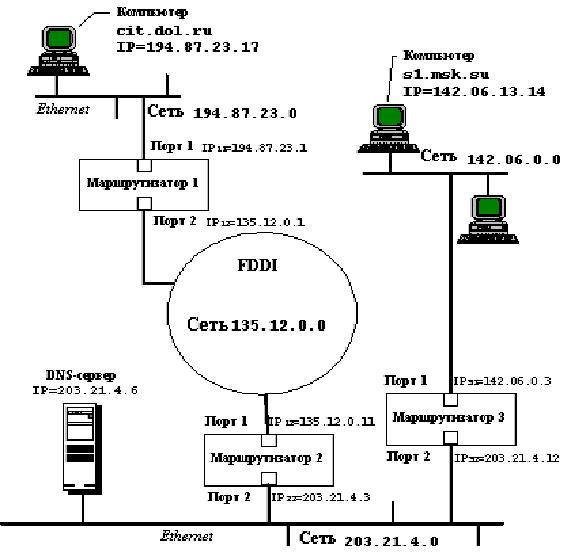 Компьютер
cit.dol.ru
IP=194.87.23.17
Компьютер
s1.msk.su
IP=142.06.13.14
Ethernet
Сеть 194.87.23.0
Порт 1 IP11=194.87.23.1
Маршрутизатор 1
Порт 2 IP12=135.12.0.1
Сеть 142.06.0.0
FDDI
Сеть 135.12.0.0
DNS-сервер
IP=203.21.4.6
Порт 1 IP31=142.06.0.3
Маршрутизатор 3
Порт 2 IP32=203.21.4.12
Порт 1 IP12=135.12.0.11
Маршрутизатор 2
Порт 2 IP22=203.21.4.3
Ethernet
Сеть 203.21.4.0